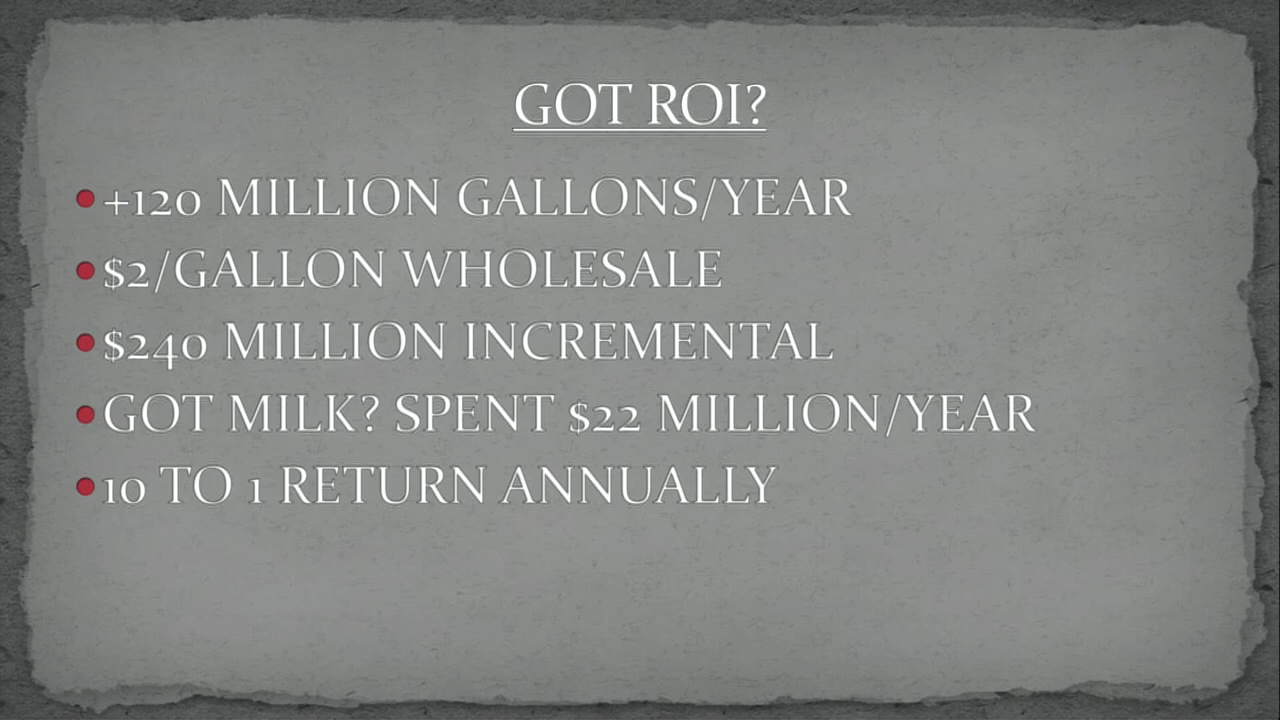 GOT ROI?
+120 MILLION GALLONS/YEAR
$2/GALLON WHOLESALE
$240 MILLION INCREMENTAL
GOT MILK? SPENT $22 MILLION/YEAR
10 TO 1 RETURN ANNUALLY